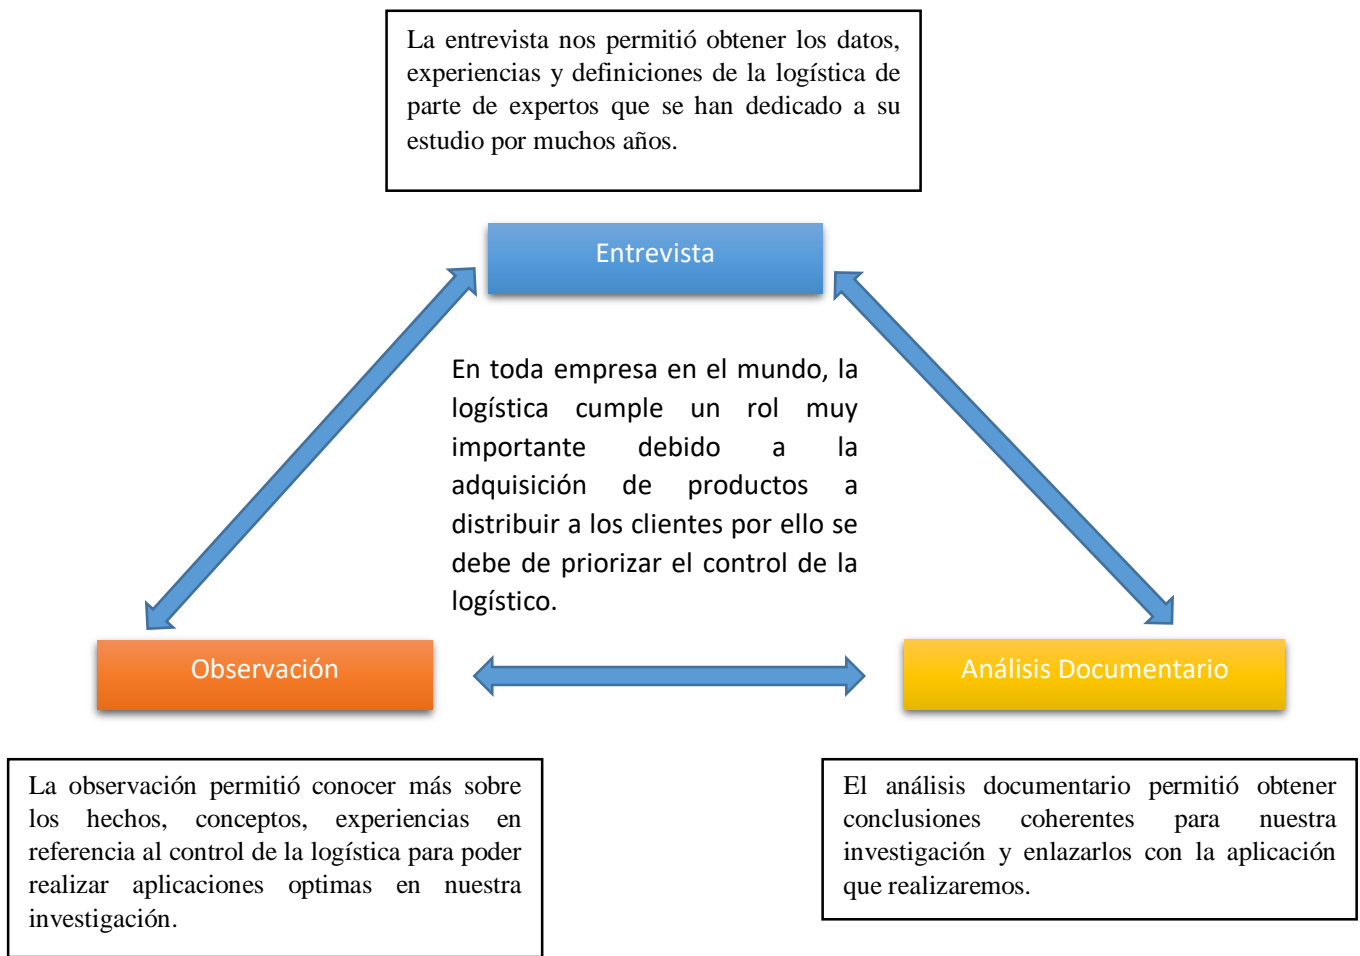 La entrevista nos permitió obtener los datos,
experiencias y definiciones de la logística de
parte de expertos que se han dedicado a su
estudio por muchos años.
Entrevista
En toda empresa en el mundo, la
logística cumple un rol muy
importante debido a la
adquisición de productos a
distribuir a los clientes por ello se
debe de priorizar el control de la
logístico.
Observación
Análisis Documentario
La observación permitió conocer más sobre
los hechos, conceptos, experiencias en
referencia al control de la logística para poder
realizar aplicaciones optimas en nuestra
investigación.
El análisis documentario permitió obtener
conclusiones coherentes para nuestra
investigación y enlazarlos con la aplicación
que realizaremos.